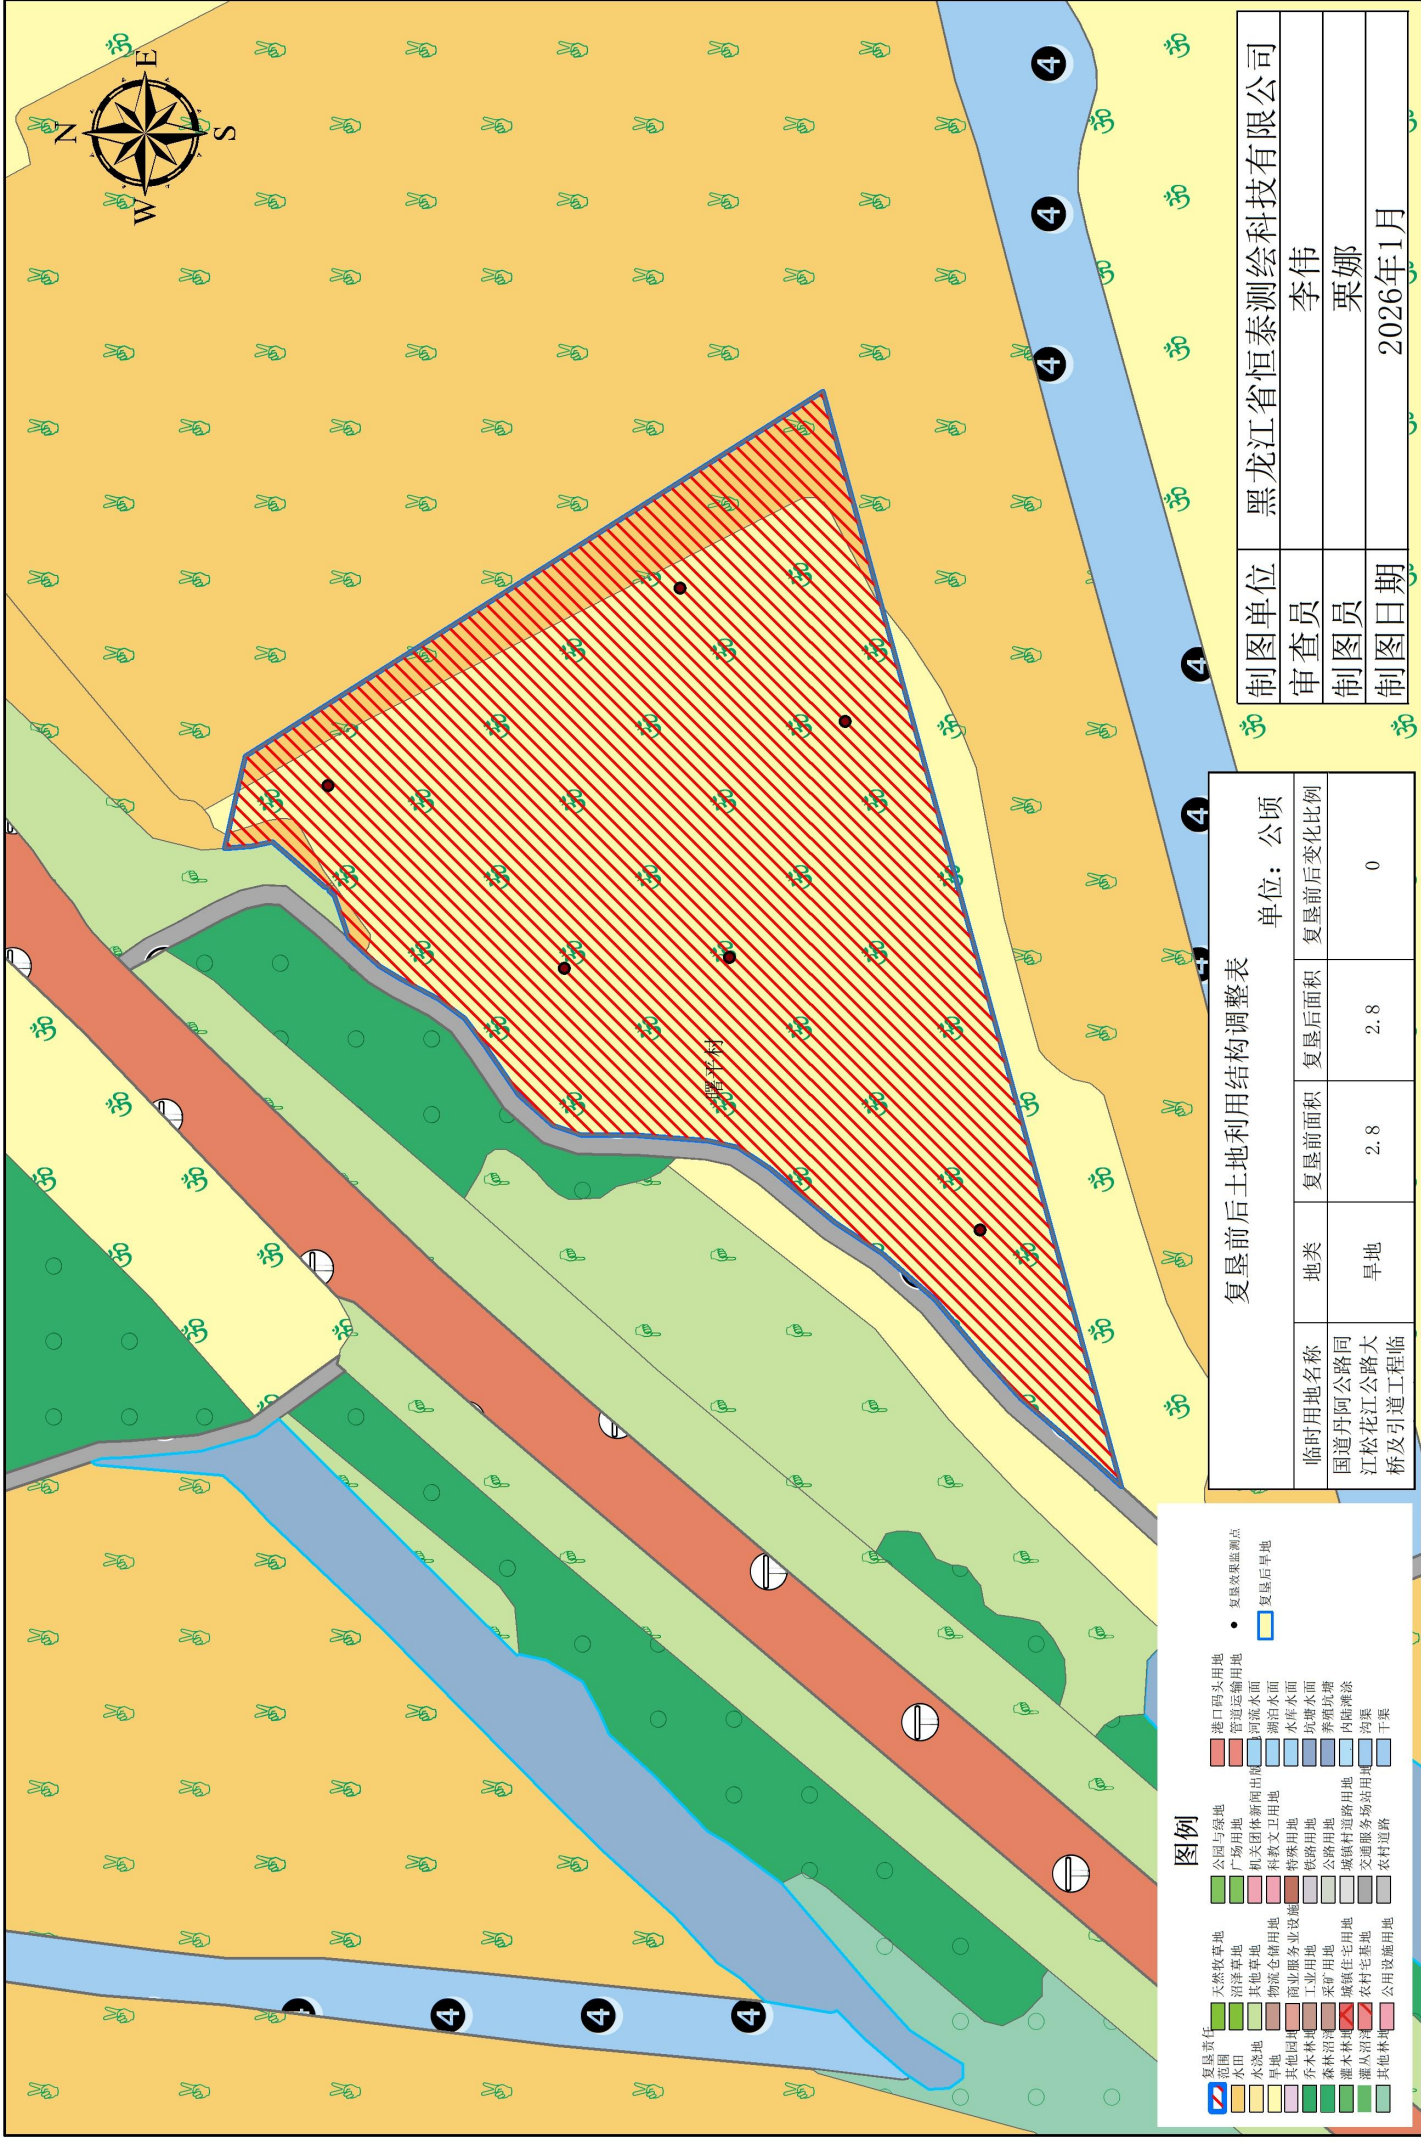 N
E
S
W
曙平村
4
4
4
4
4
4
4
4
4
制图单位 黑龙江省恒泰测绘科技有限公司
审查员 李伟
制图员 栗娜
制图日期 2026年1月
复垦前后土地利用结构调整表
单位：公顷
临时用地名称 地类 复垦前面积 复垦后面积 复垦前后变化比例
国道丹阿公路同
江松花江公路大
桥及引道工程临
旱地 2.8 2.8 0
图例
复垦责任
范围
水田
水浇地
旱地
其他园地
乔木林地
森林沼泽
灌木林地
灌丛沼泽
其他林地
天然牧草地
沼泽草地
其他草地
物流仓储用地
商业服务业设施
工业用地
采矿用地
城镇住宅用地
农村宅基地
公用设施用地
公园与绿地
广场用地
机关团体新闻出版
科教文卫用地
特殊用地
铁路用地
公路用地
城镇村道路用地
交通服务场站用地
农村道路
港口码头用地
管道运输用地
河流水面
湖泊水面
水库水面
坑塘水面
养殖坑塘
内陆滩涂
沟渠
干渠
复垦效果监测点
复垦后旱地